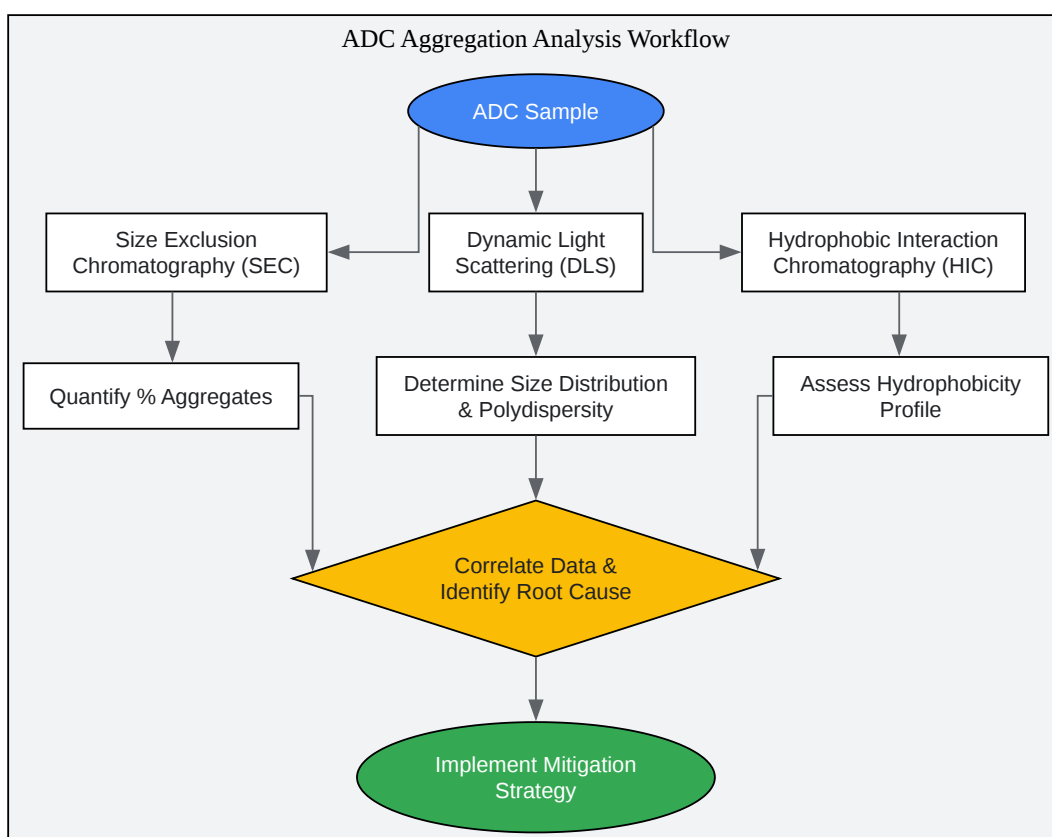 ADC Aggregation Analysis Workflow
ADC Sample
Size Exclusion
Chromatography (SEC)
Dynamic Light
Scattering (DLS)
Hydrophobic Interaction
Chromatography (HIC)
Quantify % Aggregates
Determine Size Distribution
& Polydispersity
Assess Hydrophobicity
Profile
Correlate Data &
Identify Root Cause
Implement Mitigation
Strategy